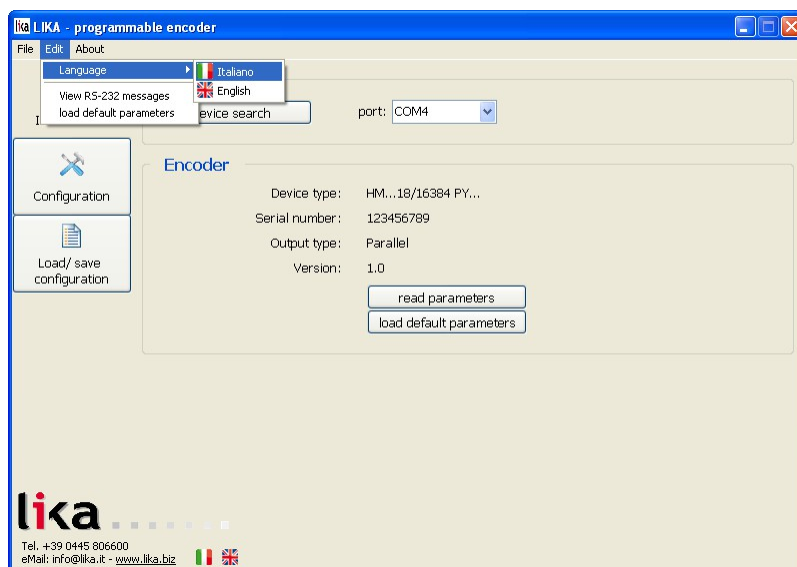 lika LIKA - programmable encoder
File Edit About
Language
Italiano
English
View RS-232 messages
load default parameters
evice search
port: COM4
I
Configuration
Load/ save
configuration
Encoder
Device type: HM...18/16384 PY...
Serial number: 123456789
Output type: Parallel
Version: 1.0
read parameters
load default parameters
lika
Tel. +39 0445 806600
eMail: info@lika.it - www.lika.biz